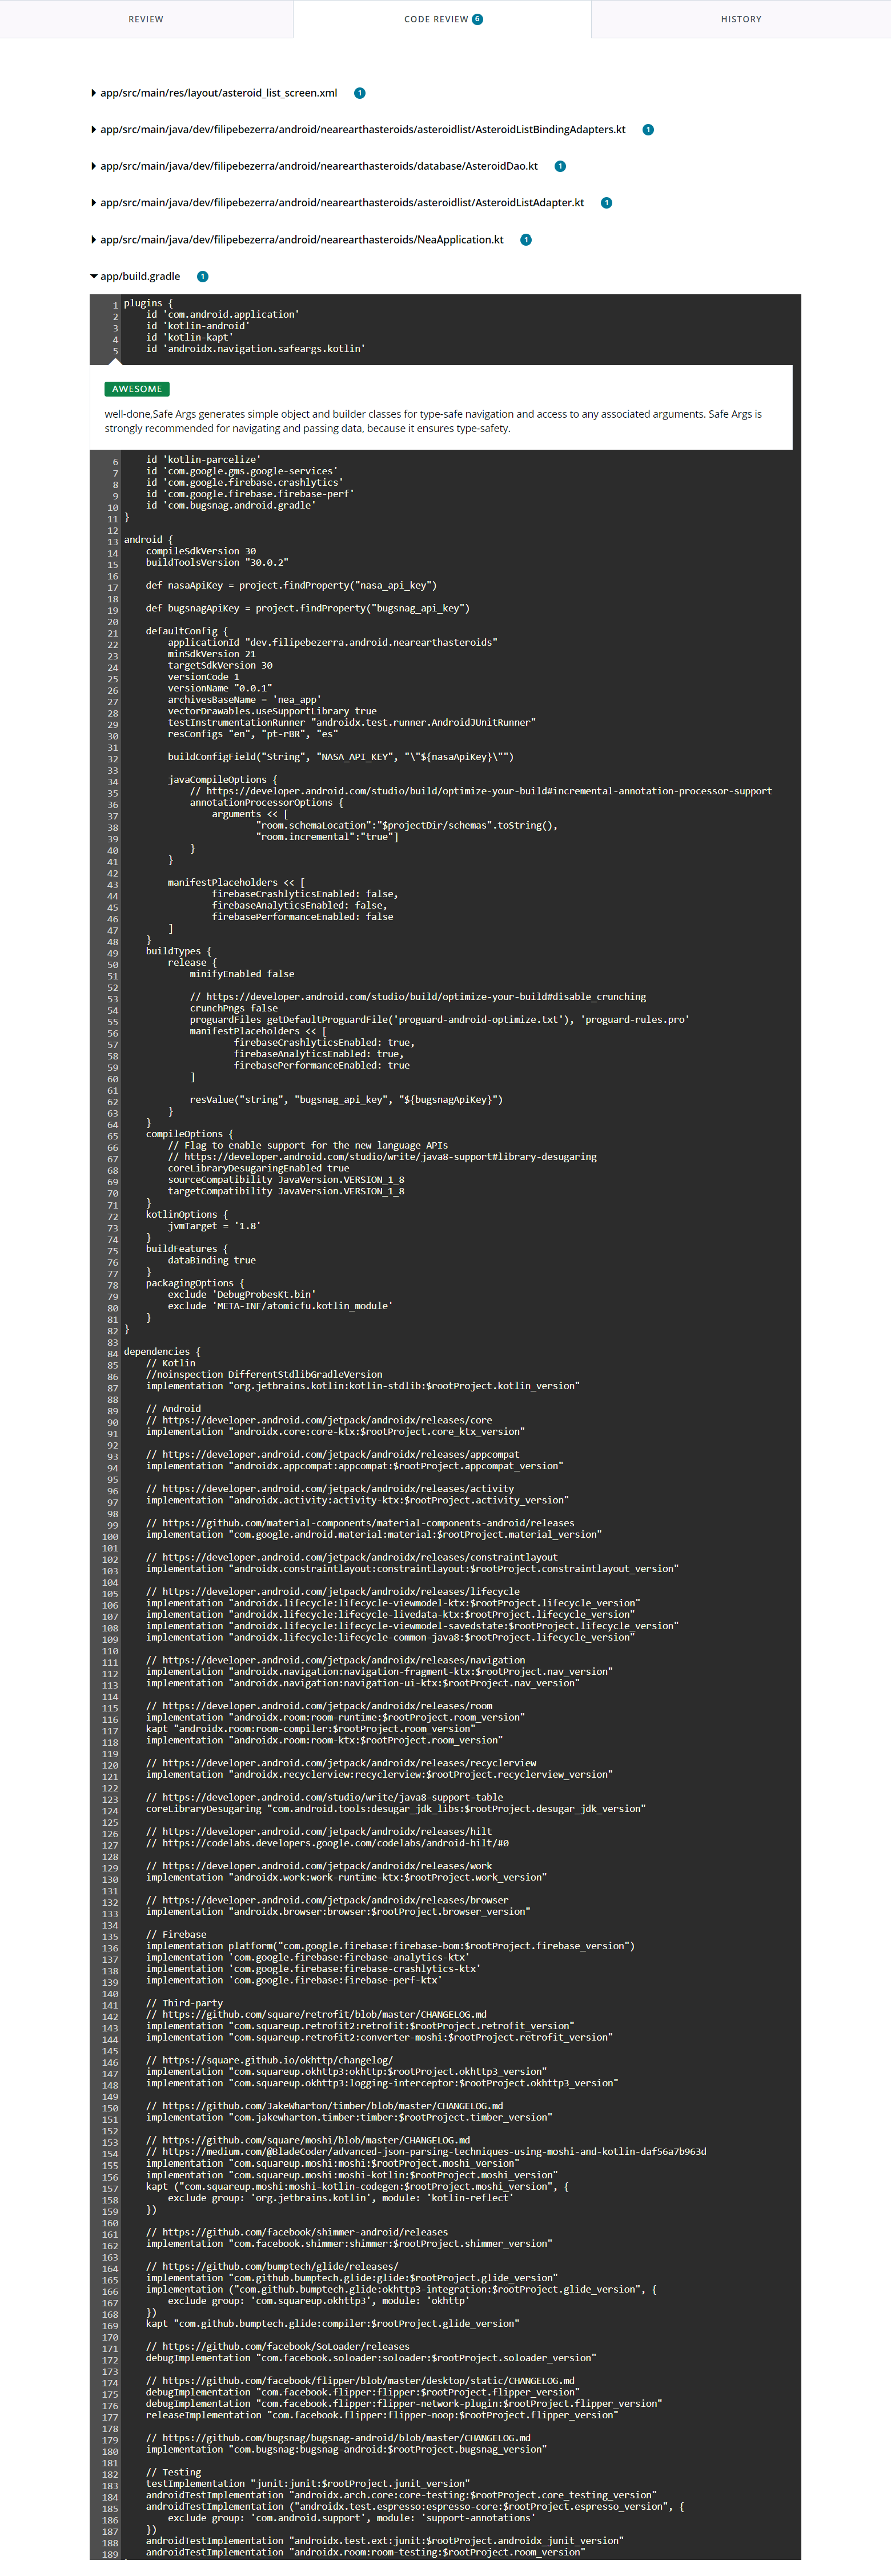 REVIEW
CODE REVIEW 6
HISTORY
app/src/main/res/layout/asteroid_list_screen.xml 1
app/src/main/java/dev/filipebezerra/android/nearearthasteroids/asteroidlist/AsteroidListBindingAdapters.kt 1
app/src/main/java/dev/filipebezerra/android/nearearthasteroids/database/AsteroidDao.kt 1
app/src/main/java/dev/filipebezerra/android/nearearthasteroids/asteroidlist/AsteroidListAdapter.kt 1
app/src/main/java/dev/filipebezerra/android/nearearthasteroids/NeaApplication.kt 1
app/build.gradle 1
1 plugins {
2     id 'com.android.application'
3     id 'kotlin-android'
4     id 'kotlin-kapt'
5     id 'androidx.navigation.safeargs.kotlin'
AWESOME
well-done,Safe Args generates simple object and builder classes for type-safe navigation and access to any associated arguments. Safe Args is
strongly recommended for navigating and passing data, because it ensures type-safety.
6     id 'kotlin-parcelize'
7     id 'com.google.gms.google-services'
8     id 'com.google.firebase.crashlytics'
9     id 'com.google.firebase.firebase-perf'
10     id 'com.bugsnag.android.gradle'
11 }
12
13 android {
14     compileSdkVersion 30
15     buildToolsVersion "30.0.2"
16
17     def nasaApiKey = project.findProperty("nasa_api_key")
18
19     def bugsnagApiKey = project.findProperty("bugsnag_api_key")
20
21     defaultConfig {
22         applicationId "dev.filipebezerra.android.nearearthasteroids"
23         minSdkVersion 21
24         targetSdkVersion 30
25         versionCode 1
26         versionName "0.0.1"
27         archivesBaseName = 'nea_app'
28         vectorDrawables.useSupportLibrary true
29         testInstrumentationRunner "androidx.test.runner.AndroidJUnitRunner"
30         resConfigs "en", "pt-rBR", "es"
31
32         buildConfigField("String", "NASA_API_KEY", "\"${nasaApiKey}\"")
33
34         javaCompileOptions {
35             // https://developer.android.com/studio/build/optimize-your-build#incremental-annotation-processor-support
36             annotationProcessorOptions {
37                 arguments << [
38                         "room.schemaLocation":"$projectDir/schemas".toString(),
39                         "room.incremental":"true"]
40             }
41         }
42
43         manifestPlaceholders << [
44                 firebaseCrashlyticsEnabled: false,
45                 firebaseAnalyticsEnabled: false,
46                 firebasePerformanceEnabled: false
47         ]
48     }
49     buildTypes {
50         release {
51             minifyEnabled false
52
53             // https://developer.android.com/studio/build/optimize-your-build#disable_crunching
54             crunchPngs false
55             proguardFiles getDefaultProguardFile('proguard-android-optimize.txt'), 'proguard-rules.pro'
56             manifestPlaceholders << [
57                     firebaseCrashlyticsEnabled: true,
58                     firebaseAnalyticsEnabled: true,
59                     firebasePerformanceEnabled: true
60             ]
61
62             resValue("string", "bugsnag_api_key", "${bugsnagApiKey}")
63         }
64     }
65     compileOptions {
66         // Flag to enable support for the new language APIs
67         // https://developer.android.com/studio/write/java8-support#library-desugaring
68         coreLibraryDesugaringEnabled true
69         sourceCompatibility JavaVersion.VERSION_1_8
70         targetCompatibility JavaVersion.VERSION_1_8
71     }
72     kotlinOptions {
73         jvmTarget = '1.8'
74     }
75     buildFeatures {
76         dataBinding true
77     }
78     packagingOptions {
79         exclude 'DebugProbesKt.bin'
80         exclude 'META-INF/atomicfu.kotlin_module'
81     }
82 }
83
84 dependencies {
85     // Kotlin
86     //noinspection DifferentStdlibGradleVersion
87     implementation "org.jetbrains.kotlin:kotlin-stdlib:$rootProject.kotlin_version"
88
89     // Android
90     // https://developer.android.com/jetpack/androidx/releases/core
91     implementation "androidx.core:core-ktx:$rootProject.core_ktx_version"
92
93     // https://developer.android.com/jetpack/androidx/releases/appcompat
94     implementation "androidx.appcompat:appcompat:$rootProject.appcompat_version"
95
96     // https://developer.android.com/jetpack/androidx/releases/activity
97     implementation "androidx.activity:activity-ktx:$rootProject.activity_version"
98
99     // https://github.com/material-components/material-components-android/releases
100     implementation "com.google.android.material:material:$rootProject.material_version"
101
102     // https://developer.android.com/jetpack/androidx/releases/constraintlayout
103     implementation "androidx.constraintlayout:constraintlayout:$rootProject.constraintlayout_version"
104
105     // https://developer.android.com/jetpack/androidx/releases/lifecycle
106     implementation "androidx.lifecycle:lifecycle-viewmodel-ktx:$rootProject.lifecycle_version"
107     implementation "androidx.lifecycle:lifecycle-livedata-ktx:$rootProject.lifecycle_version"
108     implementation "androidx.lifecycle:lifecycle-viewmodel-savedstate:$rootProject.lifecycle_version"
109     implementation "androidx.lifecycle:lifecycle-common-java8:$rootProject.lifecycle_version"
110
111     // https://developer.android.com/jetpack/androidx/releases/navigation
112     implementation "androidx.navigation:navigation-fragment-ktx:$rootProject.nav_version"
113     implementation "androidx.navigation:navigation-ui-ktx:$rootProject.nav_version"
114
115     // https://developer.android.com/jetpack/androidx/releases/room
116     implementation "androidx.room:room-runtime:$rootProject.room_version"
117     kapt "androidx.room:room-compiler:$rootProject.room_version"
118     implementation "androidx.room:room-ktx:$rootProject.room_version"
119
120     // https://developer.android.com/jetpack/androidx/releases/recyclerview
121     implementation "androidx.recyclerview:recyclerview:$rootProject.recyclerview_version"
122
123     // https://developer.android.com/studio/write/java8-support-table
124     coreLibraryDesugaring "com.android.tools:desugar_jdk_libs:$rootProject.desugar_jdk_version"
125
126     // https://developer.android.com/jetpack/androidx/releases/hilt
127     // https://codelabs.developers.google.com/codelabs/android-hilt/#0
128
129     // https://developer.android.com/jetpack/androidx/releases/work
130     implementation "androidx.work:work-runtime-ktx:$rootProject.work_version"
131
132     // https://developer.android.com/jetpack/androidx/releases/browser
133     implementation "androidx.browser:browser:$rootProject.browser_version"
134
135     // Firebase
136     implementation platform("com.google.firebase:firebase-bom:$rootProject.firebase_version")
137     implementation 'com.google.firebase:firebase-analytics-ktx'
138     implementation 'com.google.firebase:firebase-crashlytics-ktx'
139     implementation 'com.google.firebase:firebase-perf-ktx'
140
141     // Third-party
142     // https://github.com/square/retrofit/blob/master/CHANGELOG.md
143     implementation "com.squareup.retrofit2:retrofit:$rootProject.retrofit_version"
144     implementation "com.squareup.retrofit2:converter-moshi:$rootProject.retrofit_version"
145
146     // https://square.github.io/okhttp/changelog/
147     implementation "com.squareup.okhttp3:okhttp:$rootProject.okhttp3_version"
148     implementation "com.squareup.okhttp3:logging-interceptor:$rootProject.okhttp3_version"
149
150     // https://github.com/JakeWharton/timber/blob/master/CHANGELOG.md
151     implementation "com.jakewharton.timber:timber:$rootProject.timber_version"
152
153     // https://github.com/square/moshi/blob/master/CHANGELOG.md
154     // https://medium.com/@BladeCoder/advanced-json-parsing-techniques-using-moshi-and-kotlin-daf56a7b963d
155     implementation "com.squareup.moshi:moshi:$rootProject.moshi_version"
156     implementation "com.squareup.moshi:moshi-kotlin:$rootProject.moshi_version"
157     kapt ("com.squareup.moshi:moshi-kotlin-codegen:$rootProject.moshi_version", {
158         exclude group: 'org.jetbrains.kotlin', module: 'kotlin-reflect'
159     })
160
161     // https://github.com/facebook/shimmer-android/releases
162     implementation "com.facebook.shimmer:shimmer:$rootProject.shimmer_version"
163
164     // https://github.com/bumptech/glide/releases/
165     implementation "com.github.bumptech.glide:glide:$rootProject.glide_version"
166     implementation ("com.github.bumptech.glide:okhttp3-integration:$rootProject.glide_version", {
167         exclude group: 'com.squareup.okhttp3', module: 'okhttp'
168     })
169     kapt "com.github.bumptech.glide:compiler:$rootProject.glide_version"
170
171     // https://github.com/facebook/SoLoader/releases
172     debugImplementation "com.facebook.soloader:soloader:$rootProject.soloader_version"
173
174     // https://github.com/facebook/flipper/blob/master/desktop/static/CHANGELOG.md
175     debugImplementation "com.facebook.flipper:flipper:$rootProject.flipper_version"
176     debugImplementation "com.facebook.flipper:flipper-network-plugin:$rootProject.flipper_version"
177     releaseImplementation "com.facebook.flipper:flipper-noop:$rootProject.flipper_version"
178
179     // https://github.com/bugsnag/bugsnag-android/blob/master/CHANGELOG.md
180     implementation "com.bugsnag:bugsnag-android:$rootProject.bugsnag_version"
181
182     // Testing
183     testImplementation "junit:junit:$rootProject.junit_version"
184     androidTestImplementation "androidx.arch.core:core-testing:$rootProject.core_testing_version"
185     androidTestImplementation ("androidx.test.espresso:espresso-core:$rootProject.espresso_version", {
186         exclude group: 'com.android.support', module: 'support-annotations'
187     })
188     androidTestImplementation "androidx.test.ext:junit:$rootProject.androidx_junit_version"
189     androidTestImplementation "androidx.room:room-testing:$rootProject.room_version"